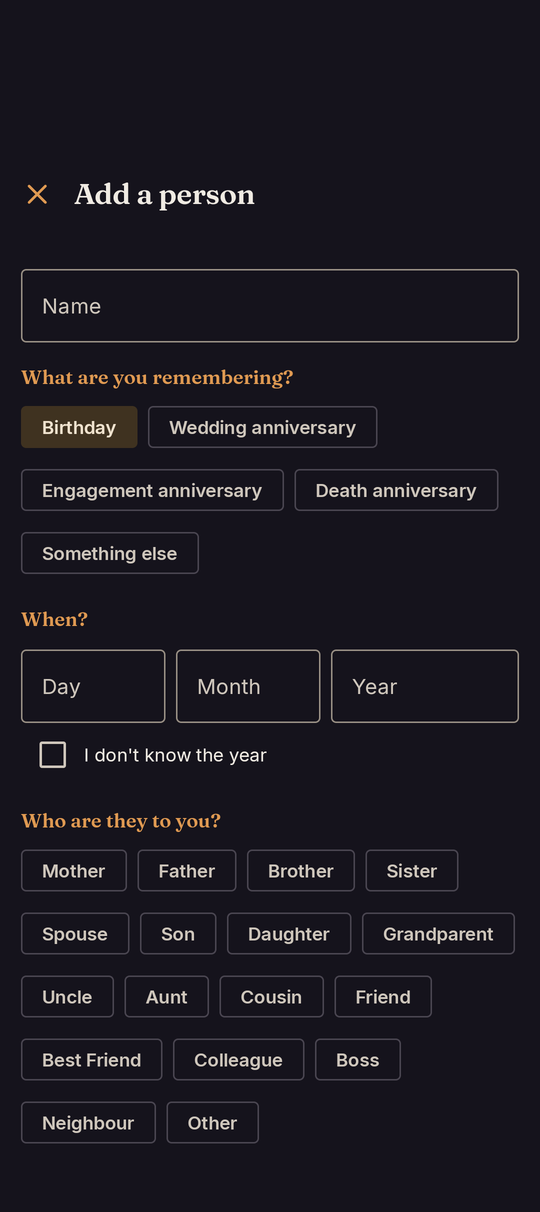 Add a person
Name
What are you remembering?
Birthday Wedding anniversary
Engagement anniversary Death anniversary
Something else
When?
Day Month Year
I don't know the year
Who are they to you?
Mother Father Brother Sister
Spouse Son Daughter Grandparent
Uncle Aunt Cousin Friend
Best Friend Colleague Boss
Neighbour Other